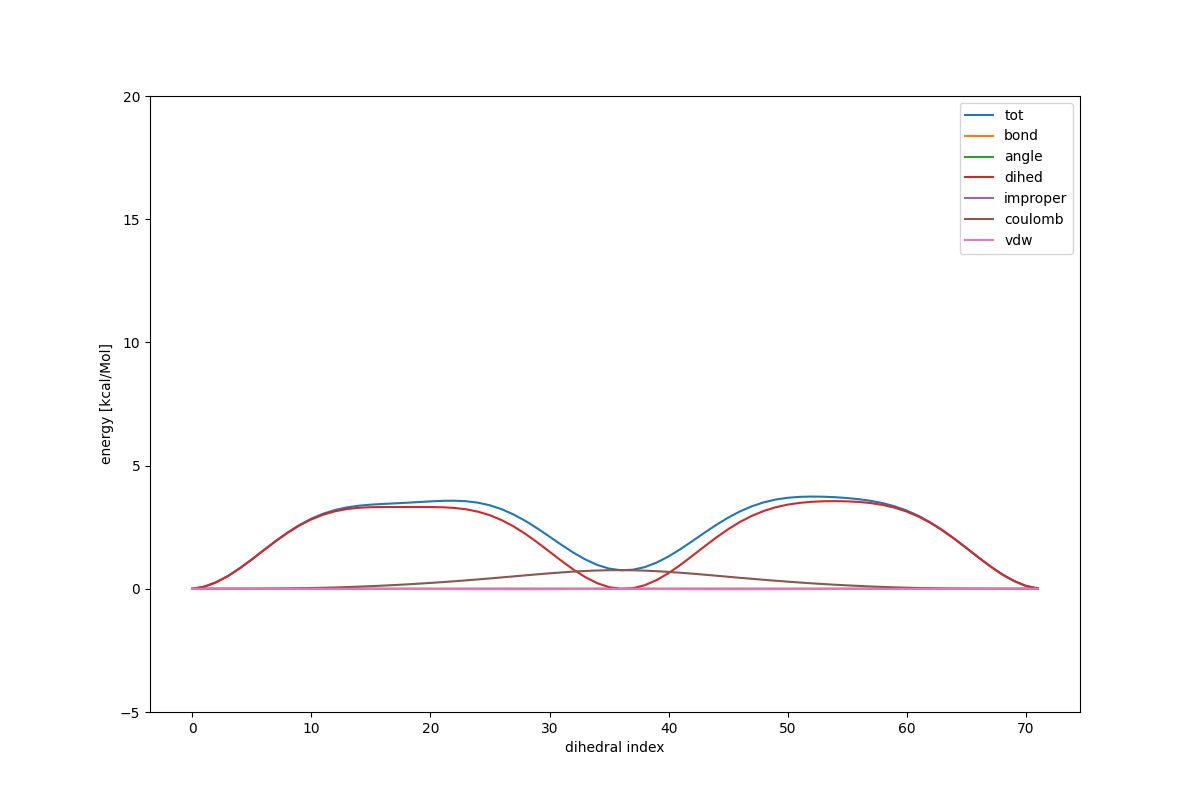 20
15
10
5
0
−5
energy [kcal/Mol]
tot
bond
angle
dihed
improper
coulomb
vdw
0 10 20 30 40 50 60 70
dihedral index